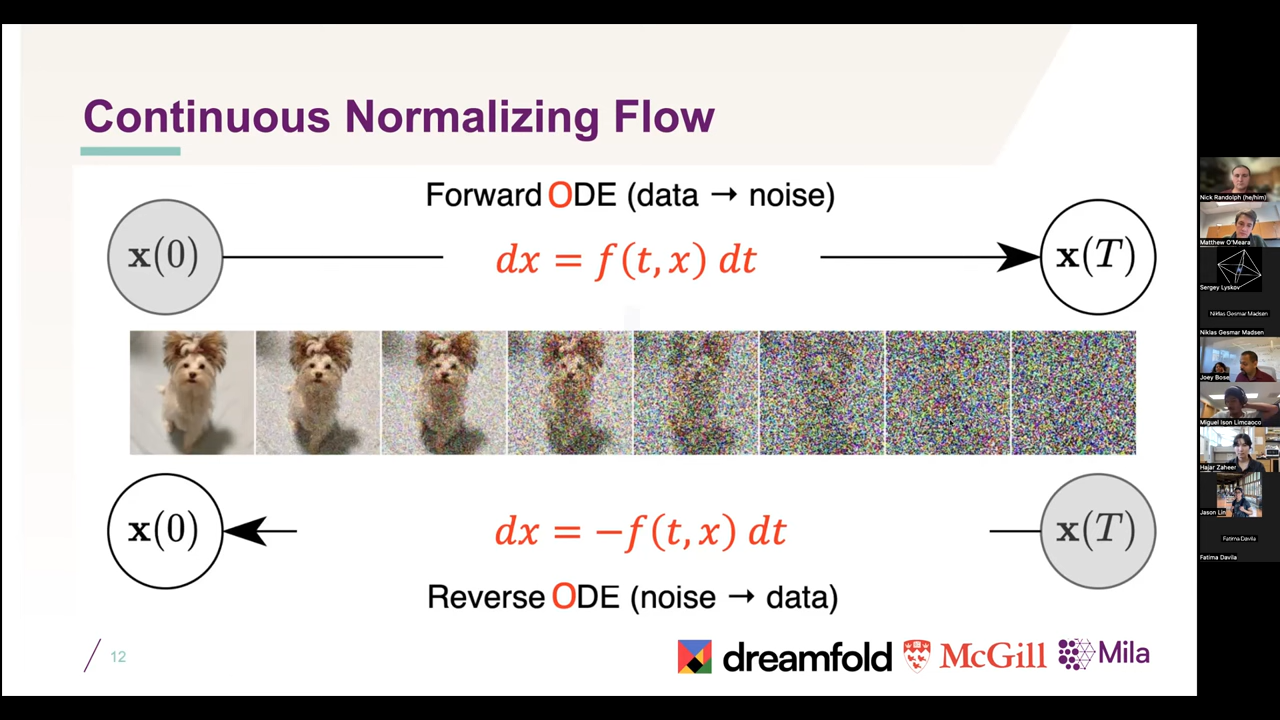 Continuous Normalizing Flow
Forward ODE (data → noise)
x(0)
dx = f(t, x) dt
x(T)
x(0)
dx = −f(t, x) dt
x(T)
Reverse ODE (noise → data)
12
dreamfold
McGill
Mila
Nick Randolph (he/him)
Matthew O'Meara
Sergey Lyskov
Niklas Gesmar Madsen
Niklas Gesmar Madsen
Joey Bose
Miguel Ison Limcaoco
Hajar Zaheer
Jason Lin
Fatima Davila
Fatima Davila